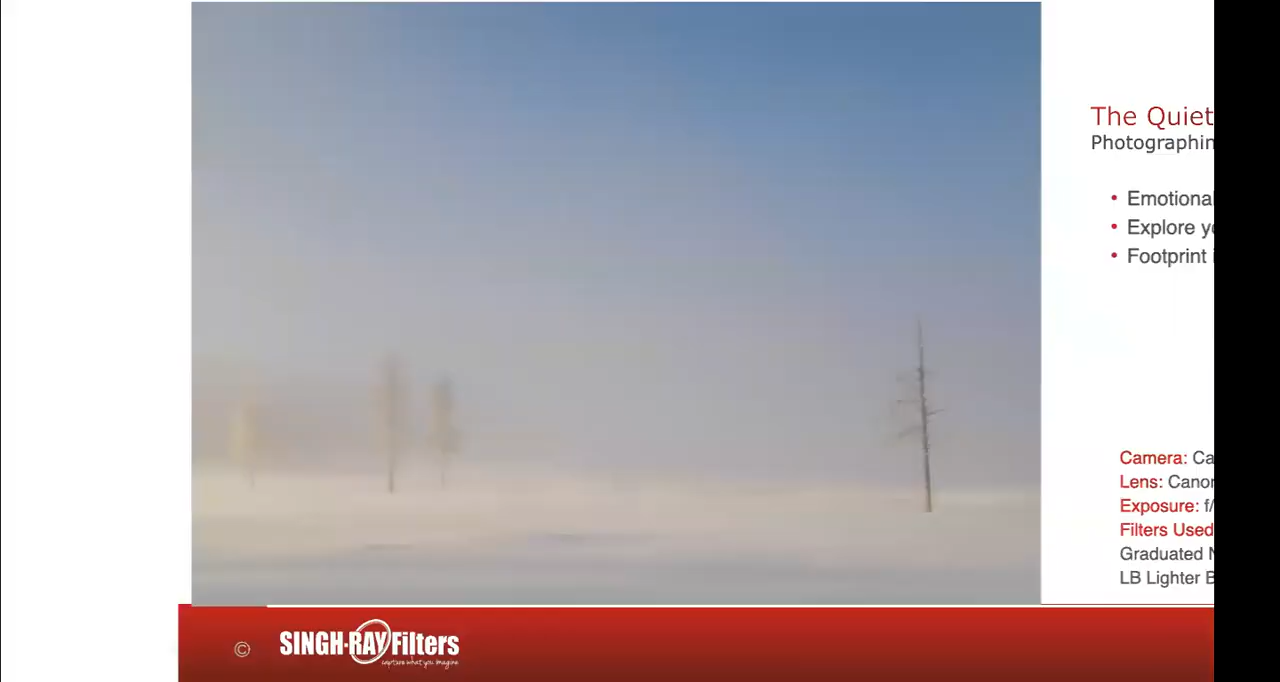 The Quiet
Photographin
• Emotiona
• Explore y
• Footprint
Camera: Ca
Lens: Canon
Exposure: f/
Filters Used
Graduated N
LB Lighter B
© SINGH-RAY Filters
capture what you imagine